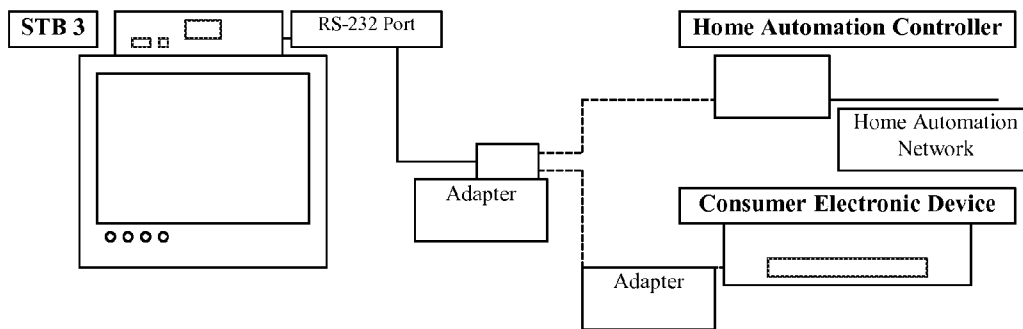 STB 3
RS-232 Port
Home Automation Controller
Home Automation
Network
Adapter
Consumer Electronic Device
Adapter